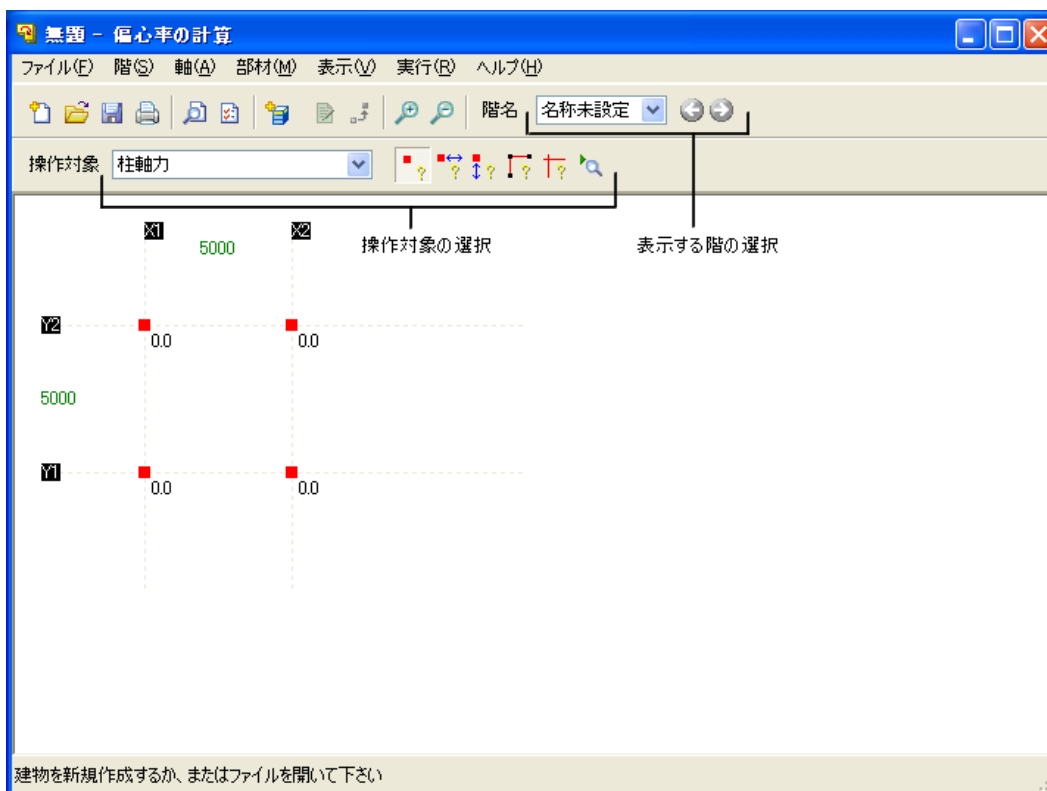 無題 - 偏心率の計算
ファイル(F) 階(S) 軸(A) 部材(M) 表示(V) 実行(R) ヘルプ(H)
階名 名称未設定
操作対象 柱軸力
操作対象の選択 表示する階の選択
X1 5000 X2
Y2
0.0 0.0
5000
Y1
0.0 0.0
建物を新規作成するか、またはファイルを開いて下さい